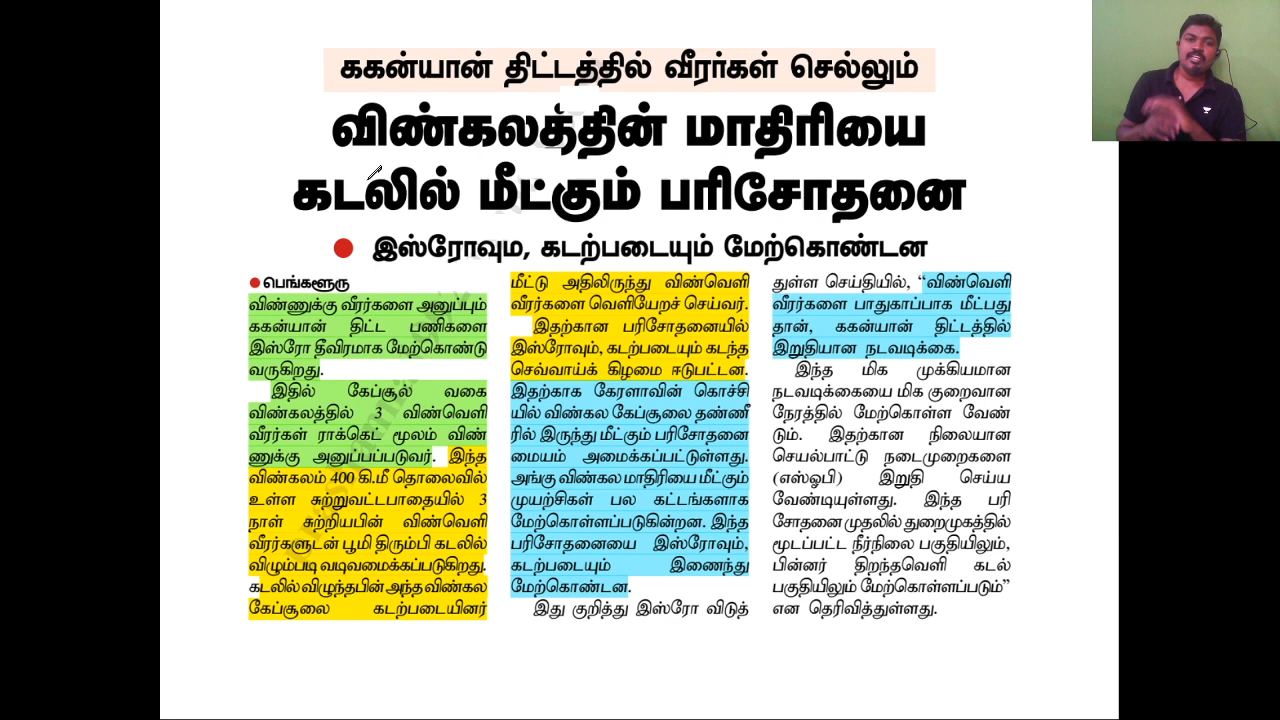 ககன்யான் திட்டத்தில் வீரர்கள் செல்லும்
விண்கலத்தின் மாதிரியை
கடலில் மீட்கும் பரிசோதனை
● இஸ்ரோவும, கடற்படையும் மேற்கொண்டன
● பெங்களூரு
விண்ணுக்கு வீரர்களை அனுப்பும்
ககன்யான் திட்ட பணிகளை
இஸ்ரோ தீவிரமாக மேற்கொண்டு
வருகிறது.
இதில் கேப்சூல் வகை
விண்கலத்தில் 3 விண்வெளி
வீரர்கள் ராக்கெட் மூலம் விண்
ணுக்கு அனுப்பப்படுவர். இந்த
விண்கலம் 400 கி.மீ தொலைவில்
உள்ள சுற்றுவட்டபாதையில் 3
நாள் சுற்றியபின் விண்வெளி
வீரர்களுடன் பூமி திரும்பி கடலில்
விழும்படி வடிவமைக்கப்படுகிறது.
கடலில் விழுந்தபின் அந்த விண்கல
கேப்சூலை கடற்படையினர்
மீட்டு அதிலிருந்து விண்வெளி
வீரர்களை வெளியேறச் செய்வர்.
இதற்கான பரிசோதனையில்
இஸ்ரோவும், கடற்படையும் கடந்த
செவ்வாய்க் கிழமை ஈடுபட்டன.
இதற்காக கேரளாவின் கொச்சி
யில் விண்கல கேப்சூலை தண்ணீ
ரில் இருந்து மீட்கும் பரிசோதனை
மையம் அமைக்கப்பட்டுள்ளது.
அங்கு விண்கல மாதிரியை மீட்கும்
முயற்சிகள் பல கட்டங்களாக
மேற்கொள்ளப்படுகின்றன. இந்த
பரிசோதனையை இஸ்ரோவும்,
கடற்படையும் இணைந்து
மேற்கொண்டன.
இது குறித்து இஸ்ரோ விடுத்
துள்ள செய்தியில், “விண்வெளி
வீரர்களை பாதுகாப்பாக மீட்பது
தான், ககன்யான் திட்டத்தில்
இறுதியான நடவடிக்கை.
இந்த மிக முக்கியமான
நடவடிக்கையை மிக குறைவான
நேரத்தில் மேற்கொள்ள வேண்
டும். இதற்கான நிலையான
செயல்பாட்டு நடைமுறைகளை
(எஸ்ஓபி) இறுதி செய்ய
வேண்டியுள்ளது. இந்த பரி
சோதனை முதலில் துறைமுகத்தில்
மூடப்பட்ட நீர்நிலை பகுதியிலும்,
பின்னர் திறந்தவெளி கடல்
பகுதியிலும் மேற்கொள்ளப்படும்”
என தெரிவித்துள்ளது.